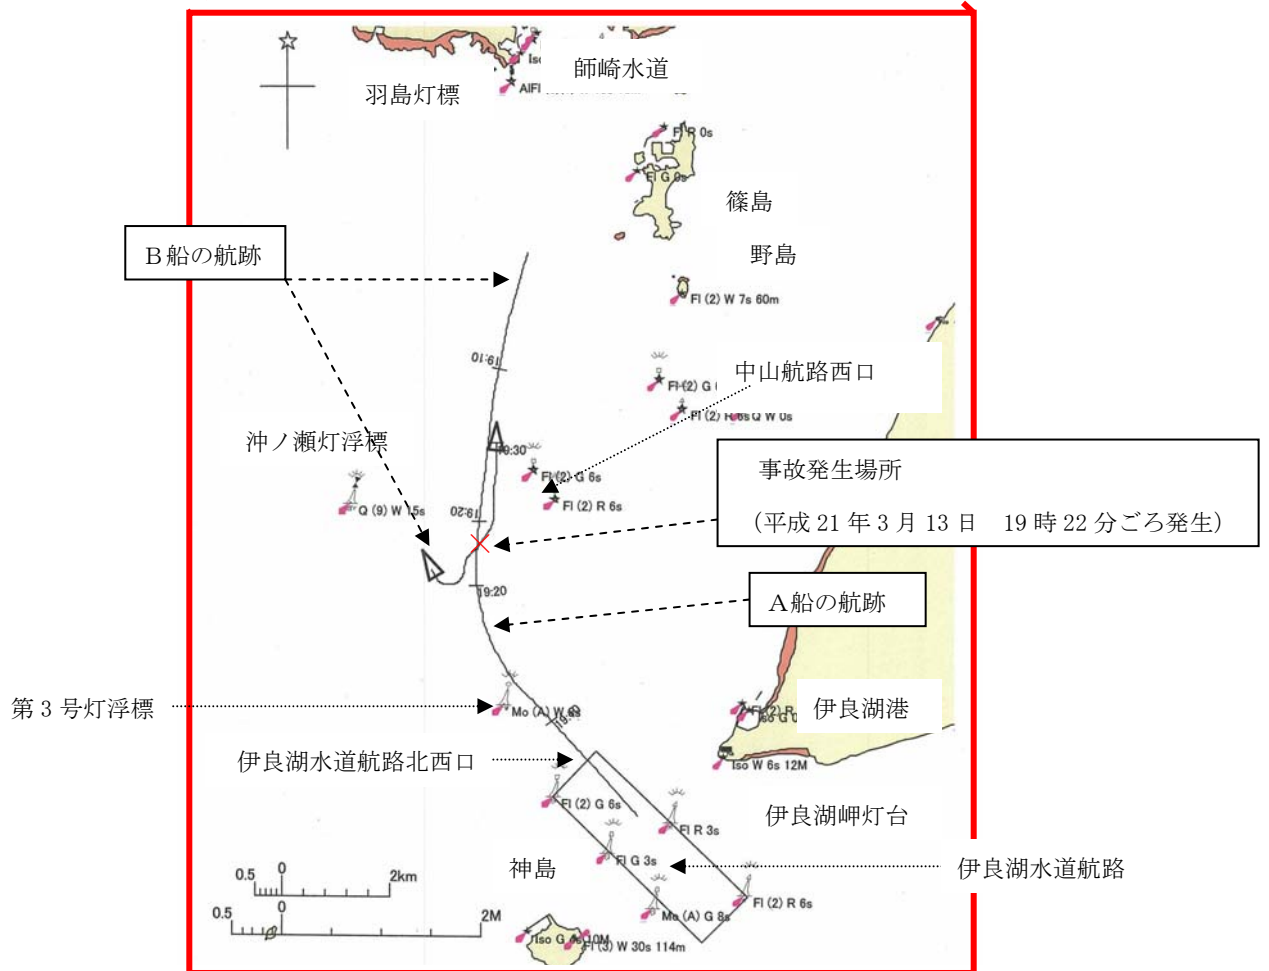 師崎水道
羽島灯標
Fl R 0s
Fl G 0s
篠島
野島
B船の航跡
Fl (2) W 7s 60m
19:10
中山航路西口
Fl (2) G
Fl (2) R 6s
Q W 0s
沖ノ瀬灯浮標
19:30
Fl (2) G 6s
事故発生場所
Q (9) W 15s
19:20
Fl (2) R 6s
(平成 21 年 3 月 13 日 19 時 22 分ごろ発生)
19:20
A船の航跡
第 3 号灯浮標
Mo (A) W 8s
伊良湖港
伊良湖水道航路北西口
Iso W 6s 12M
Fl (2) G 6s
伊良湖岬灯台
Fl R 3s
神島
Fl G 3s
伊良湖水道航路
0.5 0 2km
Fl (2) R 6s
0.5 0 2M
Mo (A) G 8s
Fl (3) W 30s 114m